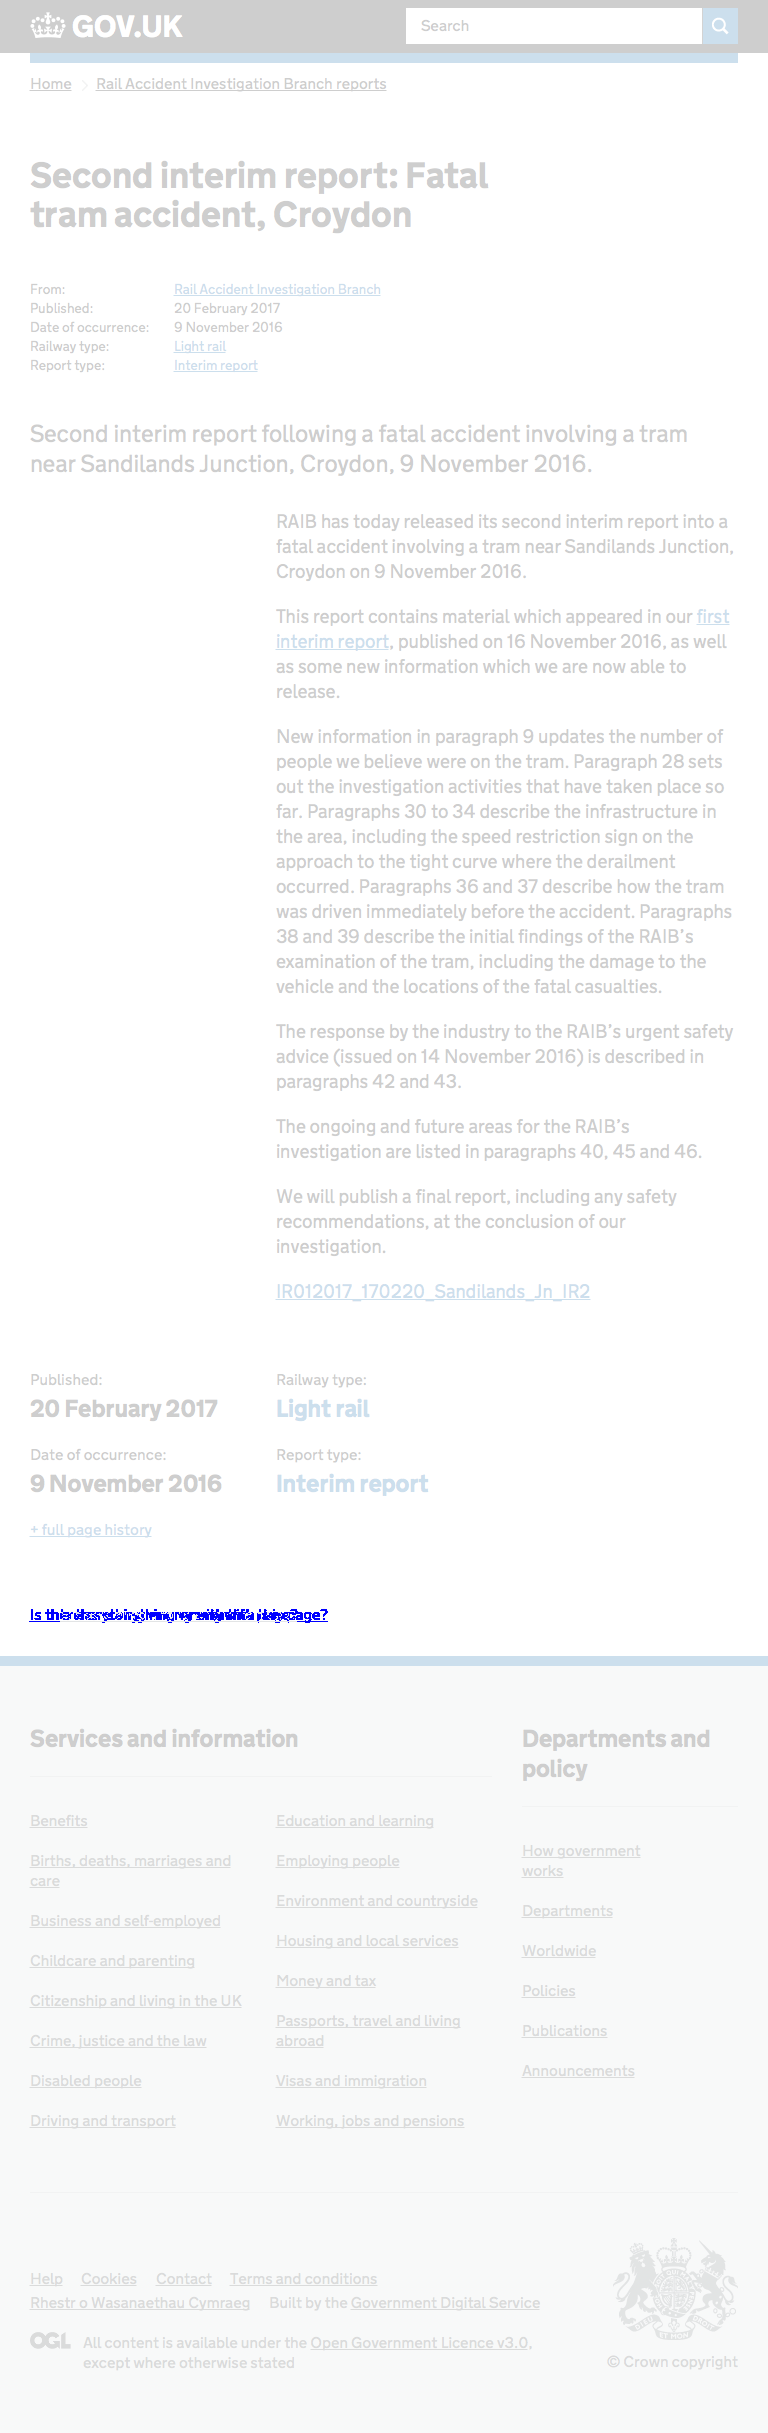 GOV.UK
Search
Home
Rail Accident Investigation Branch reports
Second interim report: Fatal
tram accident, Croydon
From:
Rail Accident Investigation Branch
Published:
20 February 2017
Date of occurrence:
9 November 2016
Railway type:
Light rail
Report type:
Interim report
Second interim report following a fatal accident involving a tram
near Sandilands Junction, Croydon, 9 November 2016.
RAIB has today released its second interim report into a
fatal accident involving a tram near Sandilands Junction,
Croydon on 9 November 2016.
This report contains material which appeared in our first
interim report, published on 16 November 2016, as well
as some new information which we are now able to
release.
New information in paragraph 9 updates the number of
people we believe were on the tram. Paragraph 28 sets
out the investigation activities that have taken place so
far. Paragraphs 30 to 34 describe the infrastructure in
the area, including the speed restriction sign on the
approach to the tight curve where the derailment
occurred. Paragraphs 36 and 37 describe how the tram
was driven immediately before the accident. Paragraphs
38 and 39 describe the initial findings of the RAIB’s
examination of the tram, including the damage to the
vehicle and the locations of the fatal casualties.
The response by the industry to the RAIB’s urgent safety
advice (issued on 14 November 2016) is described in
paragraphs 42 and 43.
The ongoing and future areas for the RAIB’s
investigation are listed in paragraphs 40, 45 and 46.
We will publish a final report, including any safety
recommendations, at the conclusion of our
investigation.
IR012017_170220_Sandilands_Jn_IR2
Published:
20 February 2017
Railway type:
Light rail
Date of occurrence:
9 November 2016
Report type:
Interim report
+ full page history
Services and information
Benefits
Births, deaths, marriages and
care
Business and self-employed
Childcare and parenting
Citizenship and living in the UK
Crime, justice and the law
Disabled people
Driving and transport
Education and learning
Employing people
Environment and countryside
Housing and local services
Money and tax
Passports, travel and living
abroad
Visas and immigration
Working, jobs and pensions
Departments and
policy
How government
works
Departments
Worldwide
Policies
Publications
Announcements
Help Cookies Contact Terms and conditions
Rhestr o Wasanaethau Cymraeg Built by the Government Digital Service
OGL
All content is available under the Open Government Licence v3.0,
except where otherwise stated
© Crown copyright